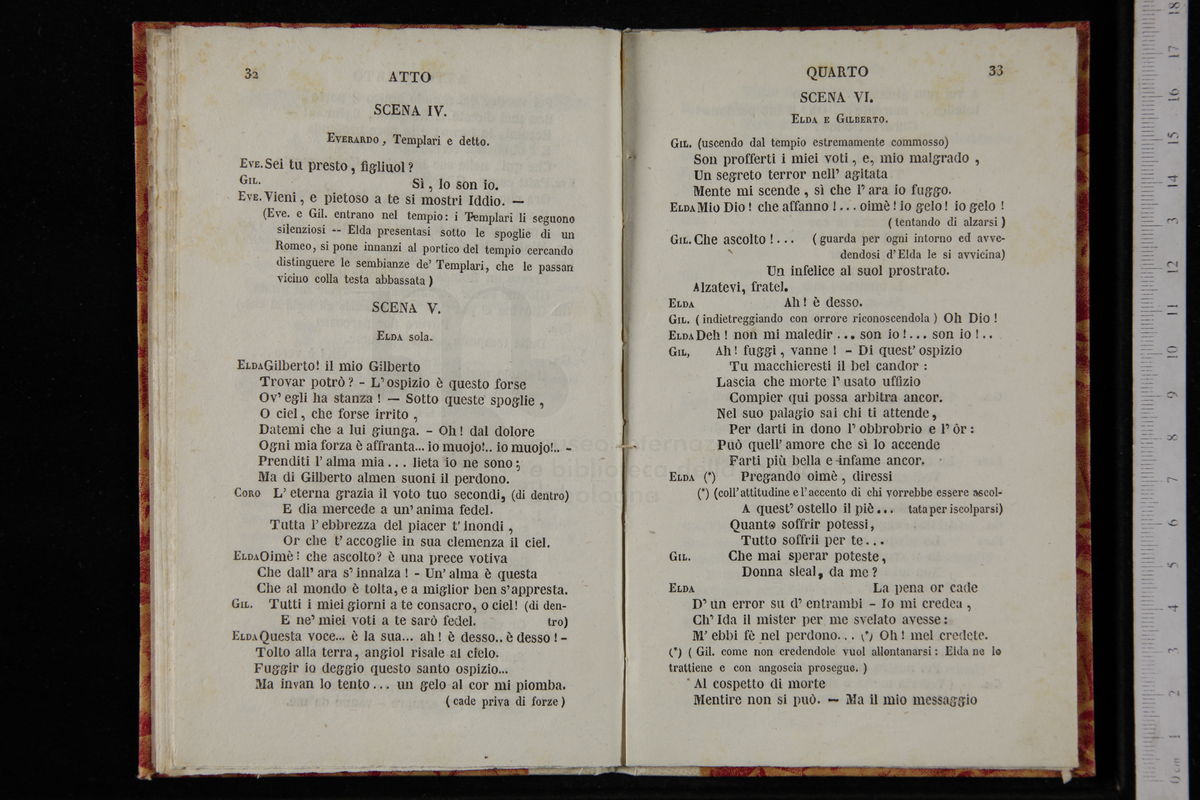 32
ATTO
SCENA IV.
EVERARDO, Templari e detto.
EVE. Sei tu presto, figliuol?
GIL. Sì, lo son io.
EVE. Vieni, e pietoso a te si mostri Iddio. —
(Eve. e Gil. entrano nel tempio: i Templari li seguono
silenziosi -- Elda presentasi sotto le spoglie di un
Romeo, si pone innanzi al portico del tempio cercando
distinguere le sembianze de' Templari, che le passan
vicino colla testa abbassata)
SCENA V.
ELDA sola.
ELDA Gilberto! il mio Gilberto
Trovar potrò? - L' ospizio è questo forse
Ov' egli ha stanza! — Sotto queste spoglie,
O ciel, che forse irrito,
Datemi che a lui giunga. - Oh! dal dolore
Ogni mia forza è affranta... io muojo!.. io muojo!.. -
Prenditi l' alma mia... lieta io ne sono;
Ma di Gilberto almen suoni il perdono.
CORO L' eterna grazia il voto tuo secondi, (di dentro)
E dia mercede a un' anima fedel.
Tutta l' ebbrezza del piacer t' inondi,
Or che t' accoglie in sua clemenza il ciel.
ELDA Oimè! che ascolto? è una prece votiva
Che dall' ara s' innalza! - Un' alma è questa
Che al mondo è tolta, e a miglior ben s'appresta.
GIL. Tutti i miei giorni a te consacro, o ciel! (di den-
E ne' miei voti a te sarò fedel. tro)
ELDA Questa voce... è la sua... ah! è desso.. è desso! -
Tolto alla terra, angiol risale al cielo.
Fuggir io deggio questo santo ospizio...
Ma invan lo tento... un gelo al cor mi piomba.
(cade priva di forze)
QUARTO
33
SCENA VI.
ELDA E GILBERTO.
GIL. (uscendo dal tempio estremamente commosso)
Son profferti i miei voti, e, mio malgrado,
Un segreto terror nell' agitata
Mente mi scende, sì che l' ara io fuggo.
ELDA Mio Dio! che affanno!... oimè! io gelo! io gelo!
(tentando di alzarsi)
GIL. Che ascolto!... (guarda per ogni intorno ed avve-
dendosi d'Elda le si avvicina)
Un infelice al suol prostrato.
Alzatevi, fratel.
ELDA Ah! è desso.
GIL. (indietreggiando con orrore riconoscendola) Oh Dio!
ELDA Deh! non mi maledir... son io!... son io!..
GIL, Ah! fuggi, vanne! - Di quest' ospizio
Tu macchieresti il bel candor:
Lascia che morte l' usato uffizio
Compier qui possa arbitra ancor.
Nel suo palagio sai chi ti attende,
Per darti in dono l' obbrobrio e l' ôr:
Può quell' amore che sì lo accende
Farti più bella e infame ancor.
ELDA (*) Pregando oimè, diressi
(*) (coll'attitudine e l'accento di chi vorrebbe essere ascol-
A quest' ostello il piè... tata per iscolparsi)
Quanto soffrir potessi,
Tutto soffrii per te...
GIL. Che mai sperar poteste,
Donna sleal, da me?
ELDA La pena or cade
D' un error su d' entrambi - Io mi credea,
Ch' Ida il mister per me svelato avesse:
M' ebbi fè nel perdono... (*) Oh! mel credete.
(*) (Gil. come non credendole vuol allontanarsi: Elda ne lo
trattiene e con angoscia prosegue.)
Al cospetto di morte
Mentire non si può. — Ma il mio messaggio